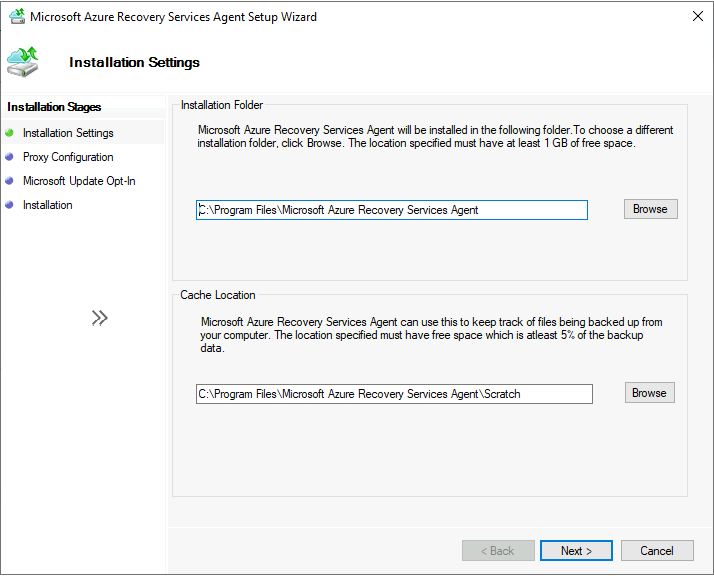 Microsoft Azure Recovery Services Agent Setup Wizard
Installation Settings
Installation Stages
Installation Settings
Proxy Configuration
Microsoft Update Opt-In
Installation
Installation Folder
Microsoft Azure Recovery Services Agent will be installed in the following folder.To choose a different
installation folder, click Browse. The location specified must have at least 1 GB of free space.
C:\Program Files\Microsoft Azure Recovery Services Agent
Browse
Cache Location
Microsoft Azure Recovery Services Agent can use this to keep track of files being backed up from
your computer. The location specified must have free space which is atleast 5% of the backup
data.
C:\Program Files\Microsoft Azure Recovery Services Agent\Scratch
Browse
< Back
Next >
Cancel